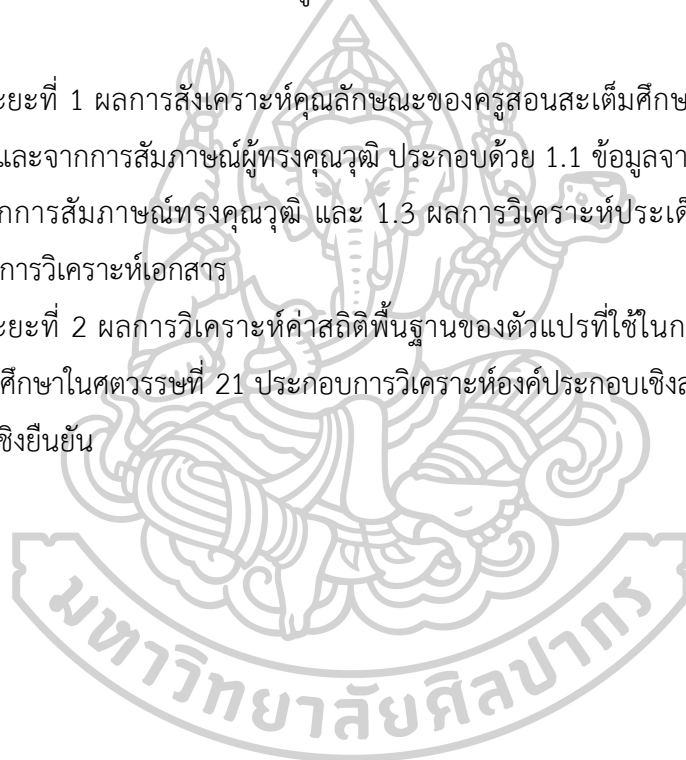 ระยะที่ 1 ผลการสังเคราะห์คุณลักษณะของครูสอนสะเต็มศึกษ
และจากการสัมภาษณ์ผู้ทรงคุณวุฒิ ประกอบด้วย 1.1 ข้อมูลจา
กการสัมภาษณ์ทรงคุณวุฒิ และ 1.3 ผลการวิเคราะห์ประเด็
การวิเคราะห์เอกสาร
ะยะที่ 2 ผลการวิเคราะห์ค่าสถิติพื้นฐานของตัวแปรที่ใช้ในก
ศึกษาในศตวรรษที่ 21 ประกอบการวิเคราะห์องค์ประกอบเชิงส
ชิงยืนยัน
มหาวิทยาลัยศิลปากร